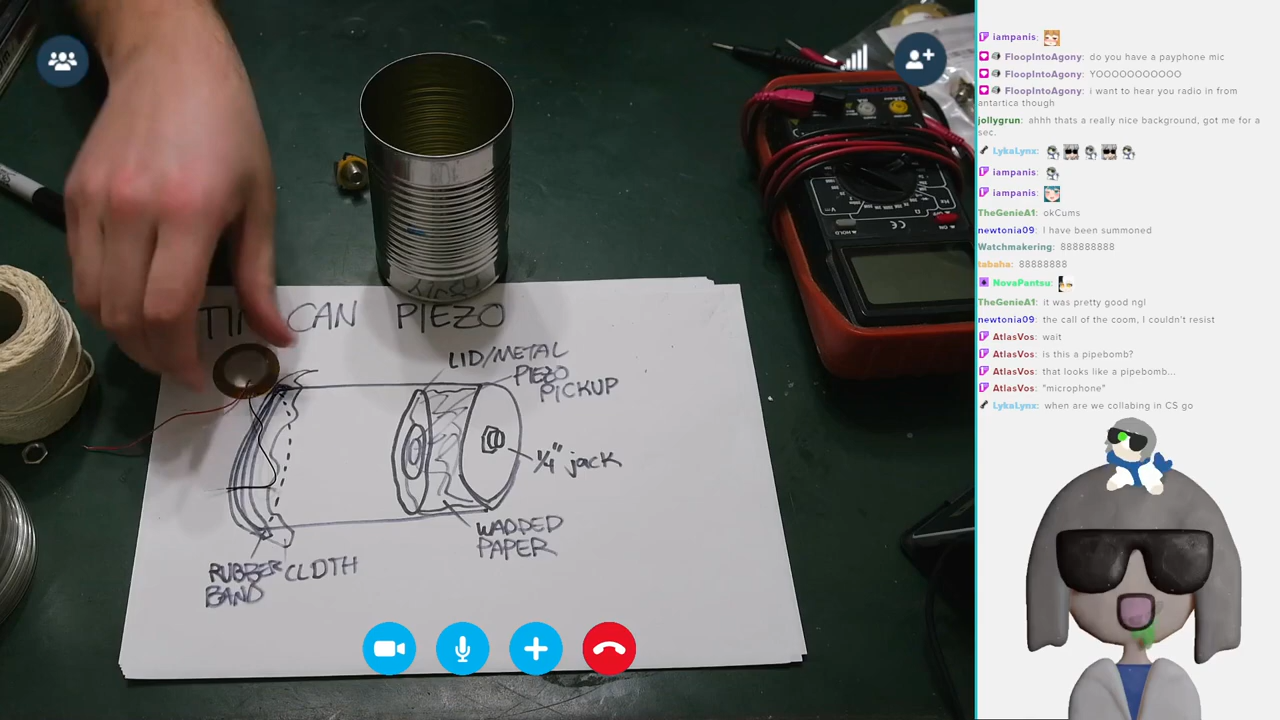 TIN CAN PIEZO
LID/METAL
PIEZO
PICKUP
1/4" jack
WADDED
PAPER
RUBBER
BAND
CLOTH
HOLD
iampanis:
FloopIntoAgony: do you have a payphone mic
FloopIntoAgony: YOOOOOOOOOOO
FloopIntoAgony: i want to hear you radio in from
antartica though
jollygrun: ahhh thats a really nice background, got me for a
sec.
LykaLynx:
iampanis:
iampanis:
TheGenieA1: okCums
newtonia09: I have been summoned
Watchmakering: 888888888
tabaha: 88888888
NovaPantsu:
TheGenieA1: it was pretty good ngl
newtonia09: the call of the coom, I couldn't resist
AtlasVos: wait
AtlasVos: is this a pipebomb?
AtlasVos: that looks like a pipebomb...
AtlasVos: "microphone"
LykaLynx: when are we collabing in CS go